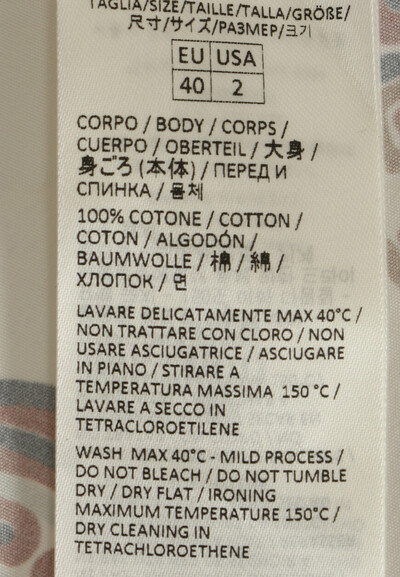 TAGLIA/SIZE/TAILLE/TALLA/GRÖßE/
尺寸/サイズ/РАЗМЕР/크기
EU USA
40 2
CORPO / BODY / CORPS /
CUERPO / OBERTEIL / 大身 /
身ごろ (本体) / ПЕРЕД И
СПИНКА / 몸체
100% COTONE / COTTON /
COTON / ALGODÓN /
BAUMWOLLE / 棉 / 綿 /
ХЛОПОК / 면
LAVARE DELICATAMENTE MAX 40°C /
NON TRATTARE CON CLORO / NON
USARE ASCIUGATRICE / ASCIUGARE
IN PIANO / STIRARE A
TEMPERATURA MASSIMA 150 °C /
LAVARE A SECCO IN
TETRACLOROETILENE
WASH MAX 40°C - MILD PROCESS /
DO NOT BLEACH / DO NOT TUMBLE
DRY / DRY FLAT / IRONING
MAXIMUM TEMPERATURE 150°C /
DRY CLEANING IN
TETRACHLOROETHENE